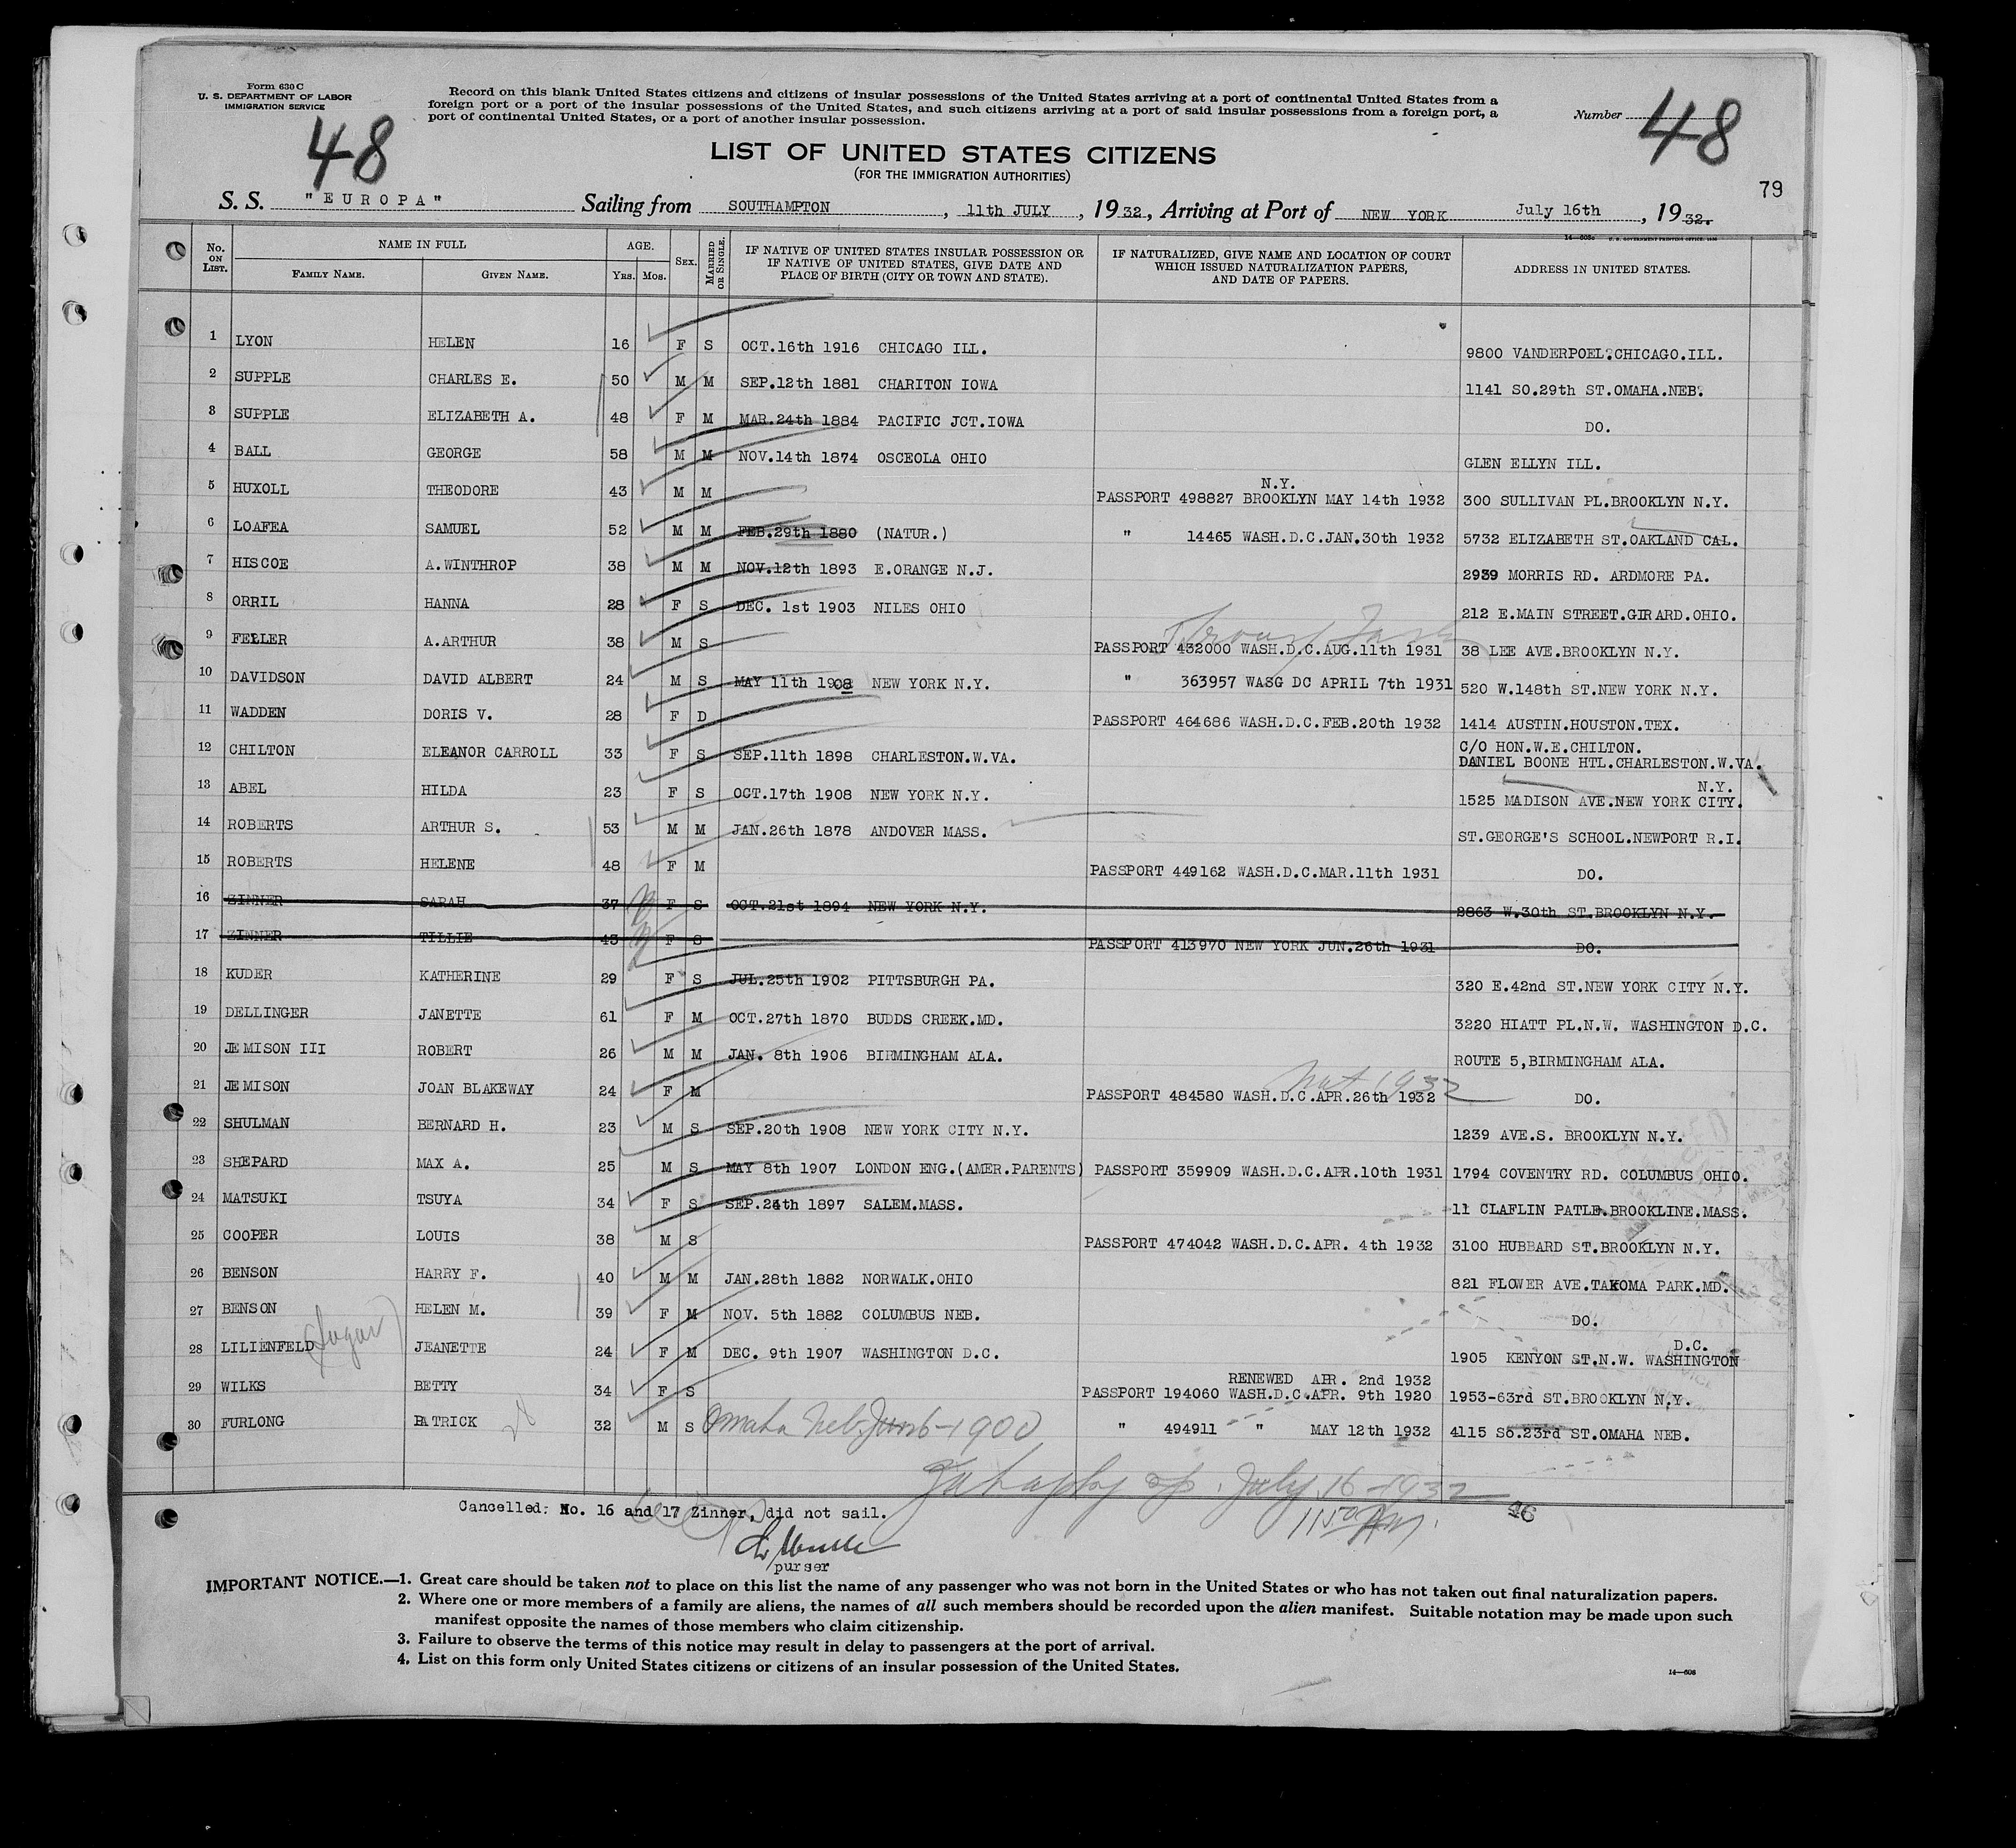 Form 630 C
U. S. DEPARTMENT OF LABOR
IMMIGRATION SERVICE
Record on this blank United States citizens and citizens of insular possessions of the United States arriving at a port of continental United States from a
foreign port or a port of the insular possessions of the United States, and such citizens arriving at a port of said insular possessions from a foreign port, a
port of continental United States, or a port of another insular possession.
Number 48
48
LIST OF UNITED STATES CITIZENS
(FOR THE IMMIGRATION AUTHORITIES)
79
S. S. "EUROPA" Sailing from SOUTHAMPTON, 11th JULY, 1932, Arriving at Port of NEW YORK July 16th, 1932.
No. ON LIST. NAME IN FULL FAMILY NAME. GIVEN NAME. AGE. Yrs. Mos. SEX. MARRIED OR SINGLE. IF NATIVE OF UNITED STATES INSULAR POSSESSION OR IF NATIVE OF UNITED STATES, GIVE DATE AND PLACE OF BIRTH (CITY OR TOWN AND STATE). IF NATURALIZED, GIVE NAME AND LOCATION OF COURT WHICH ISSUED NATURALIZATION PAPERS, AND DATE OF PAPERS. ADDRESS IN UNITED STATES.
1 LYON HELEN 16 F S OCT.16th 1916 CHICAGO ILL. 9800 VANDERPOEL.CHICAGO.ILL.
2 SUPPLE CHARLES E. 50 M M SEP.12th 1881 CHARITON IOWA 1141 SO.29th ST.OMAHA.NEB.
3 SUPPLE ELIZABETH A. 48 F M MAR.24th 1884 PACIFIC JCT.IOWA DO.
4 BALL GEORGE 58 M M NOV.14th 1874 OSCEOLA OHIO GLEN ELLYN ILL.
5 HUXOLL THEODORE 43 M M PASSPORT 498827 BROOKLYN N.Y. MAY 14th 1932 300 SULLIVAN PL.BROOKLYN N.Y.
6 LOAFEA SAMUEL 52 M M FEB.29th 1880 (NATUR.) " 14465 WASH.D.C.JAN.30th 1932 5732 ELIZABETH ST.OAKLAND CAL.
7 HISCOE A.WINTHROP 38 M M NOV.12th 1893 E.ORANGE N.J. 2939 MORRIS RD. ARDMORE PA.
8 ORRIL HANNA 28 F S DEC. 1st 1903 NILES OHIO 212 E.MAIN STREET.GIRARD.OHIO.
9 FELLER A.ARTHUR 38 M S PASSPORT 432000 WASH.D.C.AUG.11th 1931 38 LEE AVE.BROOKLYN N.Y.
10 DAVIDSON DAVID ALBERT 24 M S MAY 11th 1908 NEW YORK N.Y. " 363957 WASG DC APRIL 7th 1931 520 W.148th ST.NEW YORK N.Y.
11 WADDEN DORIS V. 28 F D PASSPORT 464686 WASH.D.C.FEB.20th 1932 1414 AUSTIN.HOUSTON.TEX.
12 CHILTON ELEANOR CARROLL 33 F S SEP.11th 1898 CHARLESTON.W.VA. C/O HON.W.E.CHILTON. DANIEL BOONE HTL.CHARLESTON.W.VA.
13 ABEL HILDA 23 F S OCT.17th 1908 NEW YORK N.Y. 1525 MADISON AVE.NEW YORK CITY. N.Y.
14 ROBERTS ARTHUR S. 53 M M JAN.26th 1878 ANDOVER MASS. ST.GEORGE'S SCHOOL.NEWPORT R.I.
15 ROBERTS HELENE 48 F M PASSPORT 449162 WASH.D.C.MAR.11th 1931 DO.
16 ZINNER SARAH 37 F S OCT.21st 1894 NEW YORK N.Y. 2863 W.30th ST.BROOKLYN N.Y.
17 ZINNER TILLIE 43 F S PASSPORT 413970 NEW YORK JUN.26th 1931 DO.
18 KUDER KATHERINE 29 F S JUL.25th 1902 PITTSBURGH PA. 320 E.42nd ST.NEW YORK CITY N.Y.
19 DELLINGER JANETTE 61 F M OCT.27th 1870 BUDDS CREEK.MD. 3220 HIATT PL.N.W. WASHINGTON D.C.
20 JEMISON III ROBERT 26 M M JAN. 8th 1906 BIRMINGHAM ALA. ROUTE 5,BIRMINGHAM ALA.
21 JEMISON JOAN BLAKEWAY 24 F M PASSPORT 484580 WASH.D.C.APR.26th 1932 DO.
22 SHULMAN BERNARD H. 23 M S SEP.20th 1908 NEW YORK CITY N.Y. 1239 AVE.S. BROOKLYN N.Y.
23 SHEPARD MAX A. 25 M S MAY 8th 1907 LONDON ENG.(AMER.PARENTS) PASSPORT 359909 WASH.D.C.APR.10th 1931 1794 COVENTRY RD. COLUMBUS OHIO.
24 MATSUKI TSUYA 34 F S SEP.24th 1897 SALEM.MASS. 11 CLAFLIN PATLE.BROOKLINE.MASS.
25 COOPER LOUIS 38 M S PASSPORT 474042 WASH.D.C.APR. 4th 1932 3100 HUBBARD ST.BROOKLYN N.Y.
26 BENSON HARRY F. 40 M M JAN.28th 1882 NORWALK.OHIO 821 FLOWER AVE.TAKOMA PARK.MD.
27 BENSON HELEN M. 39 F M NOV. 5th 1882 COLUMBUS NEB. DO.
28 LILIENFELD JEANETTE 24 F M DEC. 9th 1907 WASHINGTON D.C. 1905 KENYON ST.N.W. WASHINGTON D.C.
29 WILKS BETTY 34 F S RENEWED APR. 2nd 1932 PASSPORT 194060 WASH.D.C.APR. 9th 1920 1953-63rd ST.BROOKLYN N.Y.
30 FURLONG PATRICK 28 32 M S Omaha Neb. Jun 6-1900 " 494911 " MAY 12th 1932 4115 SO.23rd ST.OMAHA NEB.
July 16-1932
1150 AM.
46
Cancelled: No. 16 and 17 Zinner, did not sail.
purser
IMPORTANT NOTICE.—1. Great care should be taken not to place on this list the name of any passenger who was not born in the United States or who has not taken out final naturalization papers.
2. Where one or more members of a family are aliens, the names of all such members should be recorded upon the alien manifest. Suitable notation may be made upon such
manifest opposite the names of those members who claim citizenship.
3. Failure to observe the terms of this notice may result in delay to passengers at the port of arrival.
4. List on this form only United States citizens or citizens of an insular possession of the United States.
14—608